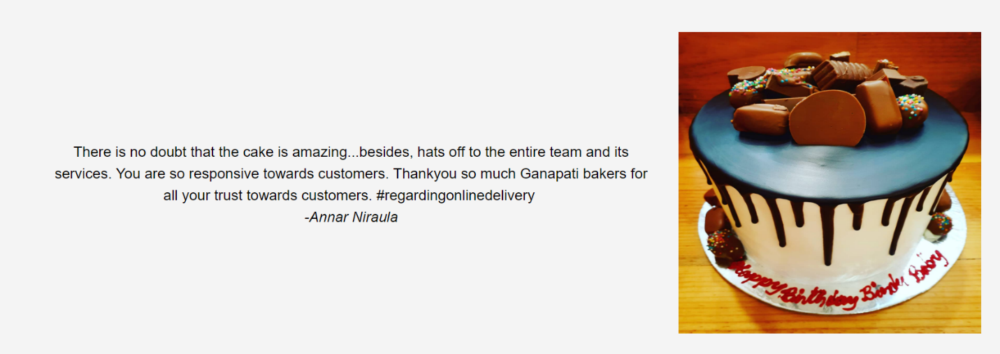 There is no doubt that the cake is amazing...besides, hats off to the entire team and its
services. You are so responsive towards customers. Thankyou so much Ganapati bakers for
all your trust towards customers. #regardingonlinedelivery
-Annar Niraula
Happy Birthday Baby